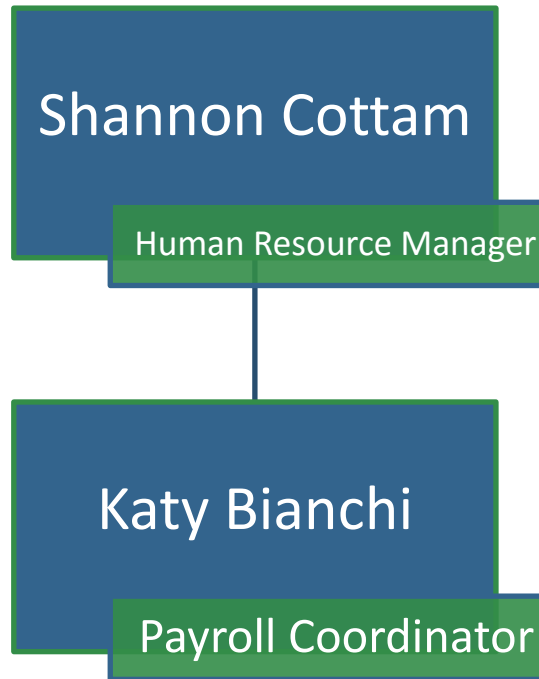 Shannon Cottam
Human Resource Manager
Katy Bianchi
Payroll Coordinator